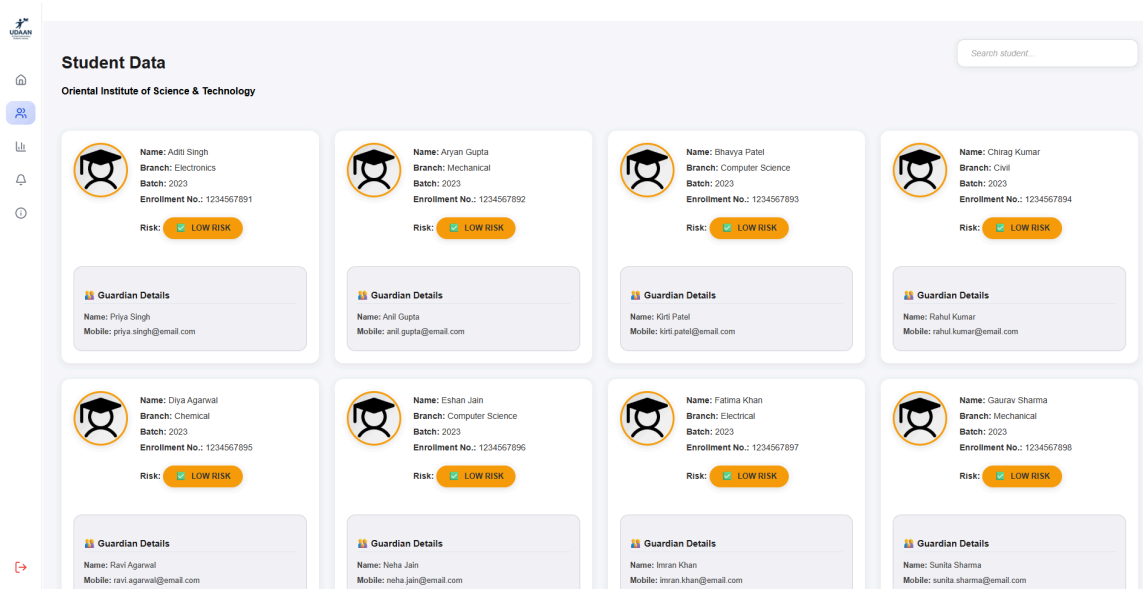 UDAAN
Search student...
Student Data
Oriental Institute of Science & Technology
Name: Aditi Singh
Branch: Electronics
Batch: 2023
Enrollment No.: 1234567891
Risk: ✅ LOW RISK
Guardian Details
Name: Priya Singh
Mobile: priya.singh@email.com
Name: Aryan Gupta
Branch: Mechanical
Batch: 2023
Enrollment No.: 1234567892
Risk: ✅ LOW RISK
Guardian Details
Name: Anil Gupta
Mobile: anil.gupta@email.com
Name: Bhavya Patel
Branch: Computer Science
Batch: 2023
Enrollment No.: 1234567893
Risk: ✅ LOW RISK
Guardian Details
Name: Kirti Patel
Mobile: kirti.patel@email.com
Name: Chirag Kumar
Branch: Civil
Batch: 2023
Enrollment No.: 1234567894
Risk: ✅ LOW RISK
Guardian Details
Name: Rahul Kumar
Mobile: rahul.kumar@email.com
Name: Diya Agarwal
Branch: Chemical
Batch: 2023
Enrollment No.: 1234567895
Risk: ✅ LOW RISK
Guardian Details
Name: Ravi Agarwal
Mobile: ravi.agarwal@email.com
Name: Eshan Jain
Branch: Computer Science
Batch: 2023
Enrollment No.: 1234567896
Risk: ✅ LOW RISK
Guardian Details
Name: Neha Jain
Mobile: neha.jain@email.com
Name: Fatima Khan
Branch: Electrical
Batch: 2023
Enrollment No.: 1234567897
Risk: ✅ LOW RISK
Guardian Details
Name: Imran Khan
Mobile: imran.khan@email.com
Name: Gaurav Sharma
Branch: Mechanical
Batch: 2023
Enrollment No.: 1234567898
Risk: ✅ LOW RISK
Guardian Details
Name: Sunita Sharma
Mobile: sunita.sharma@email.com